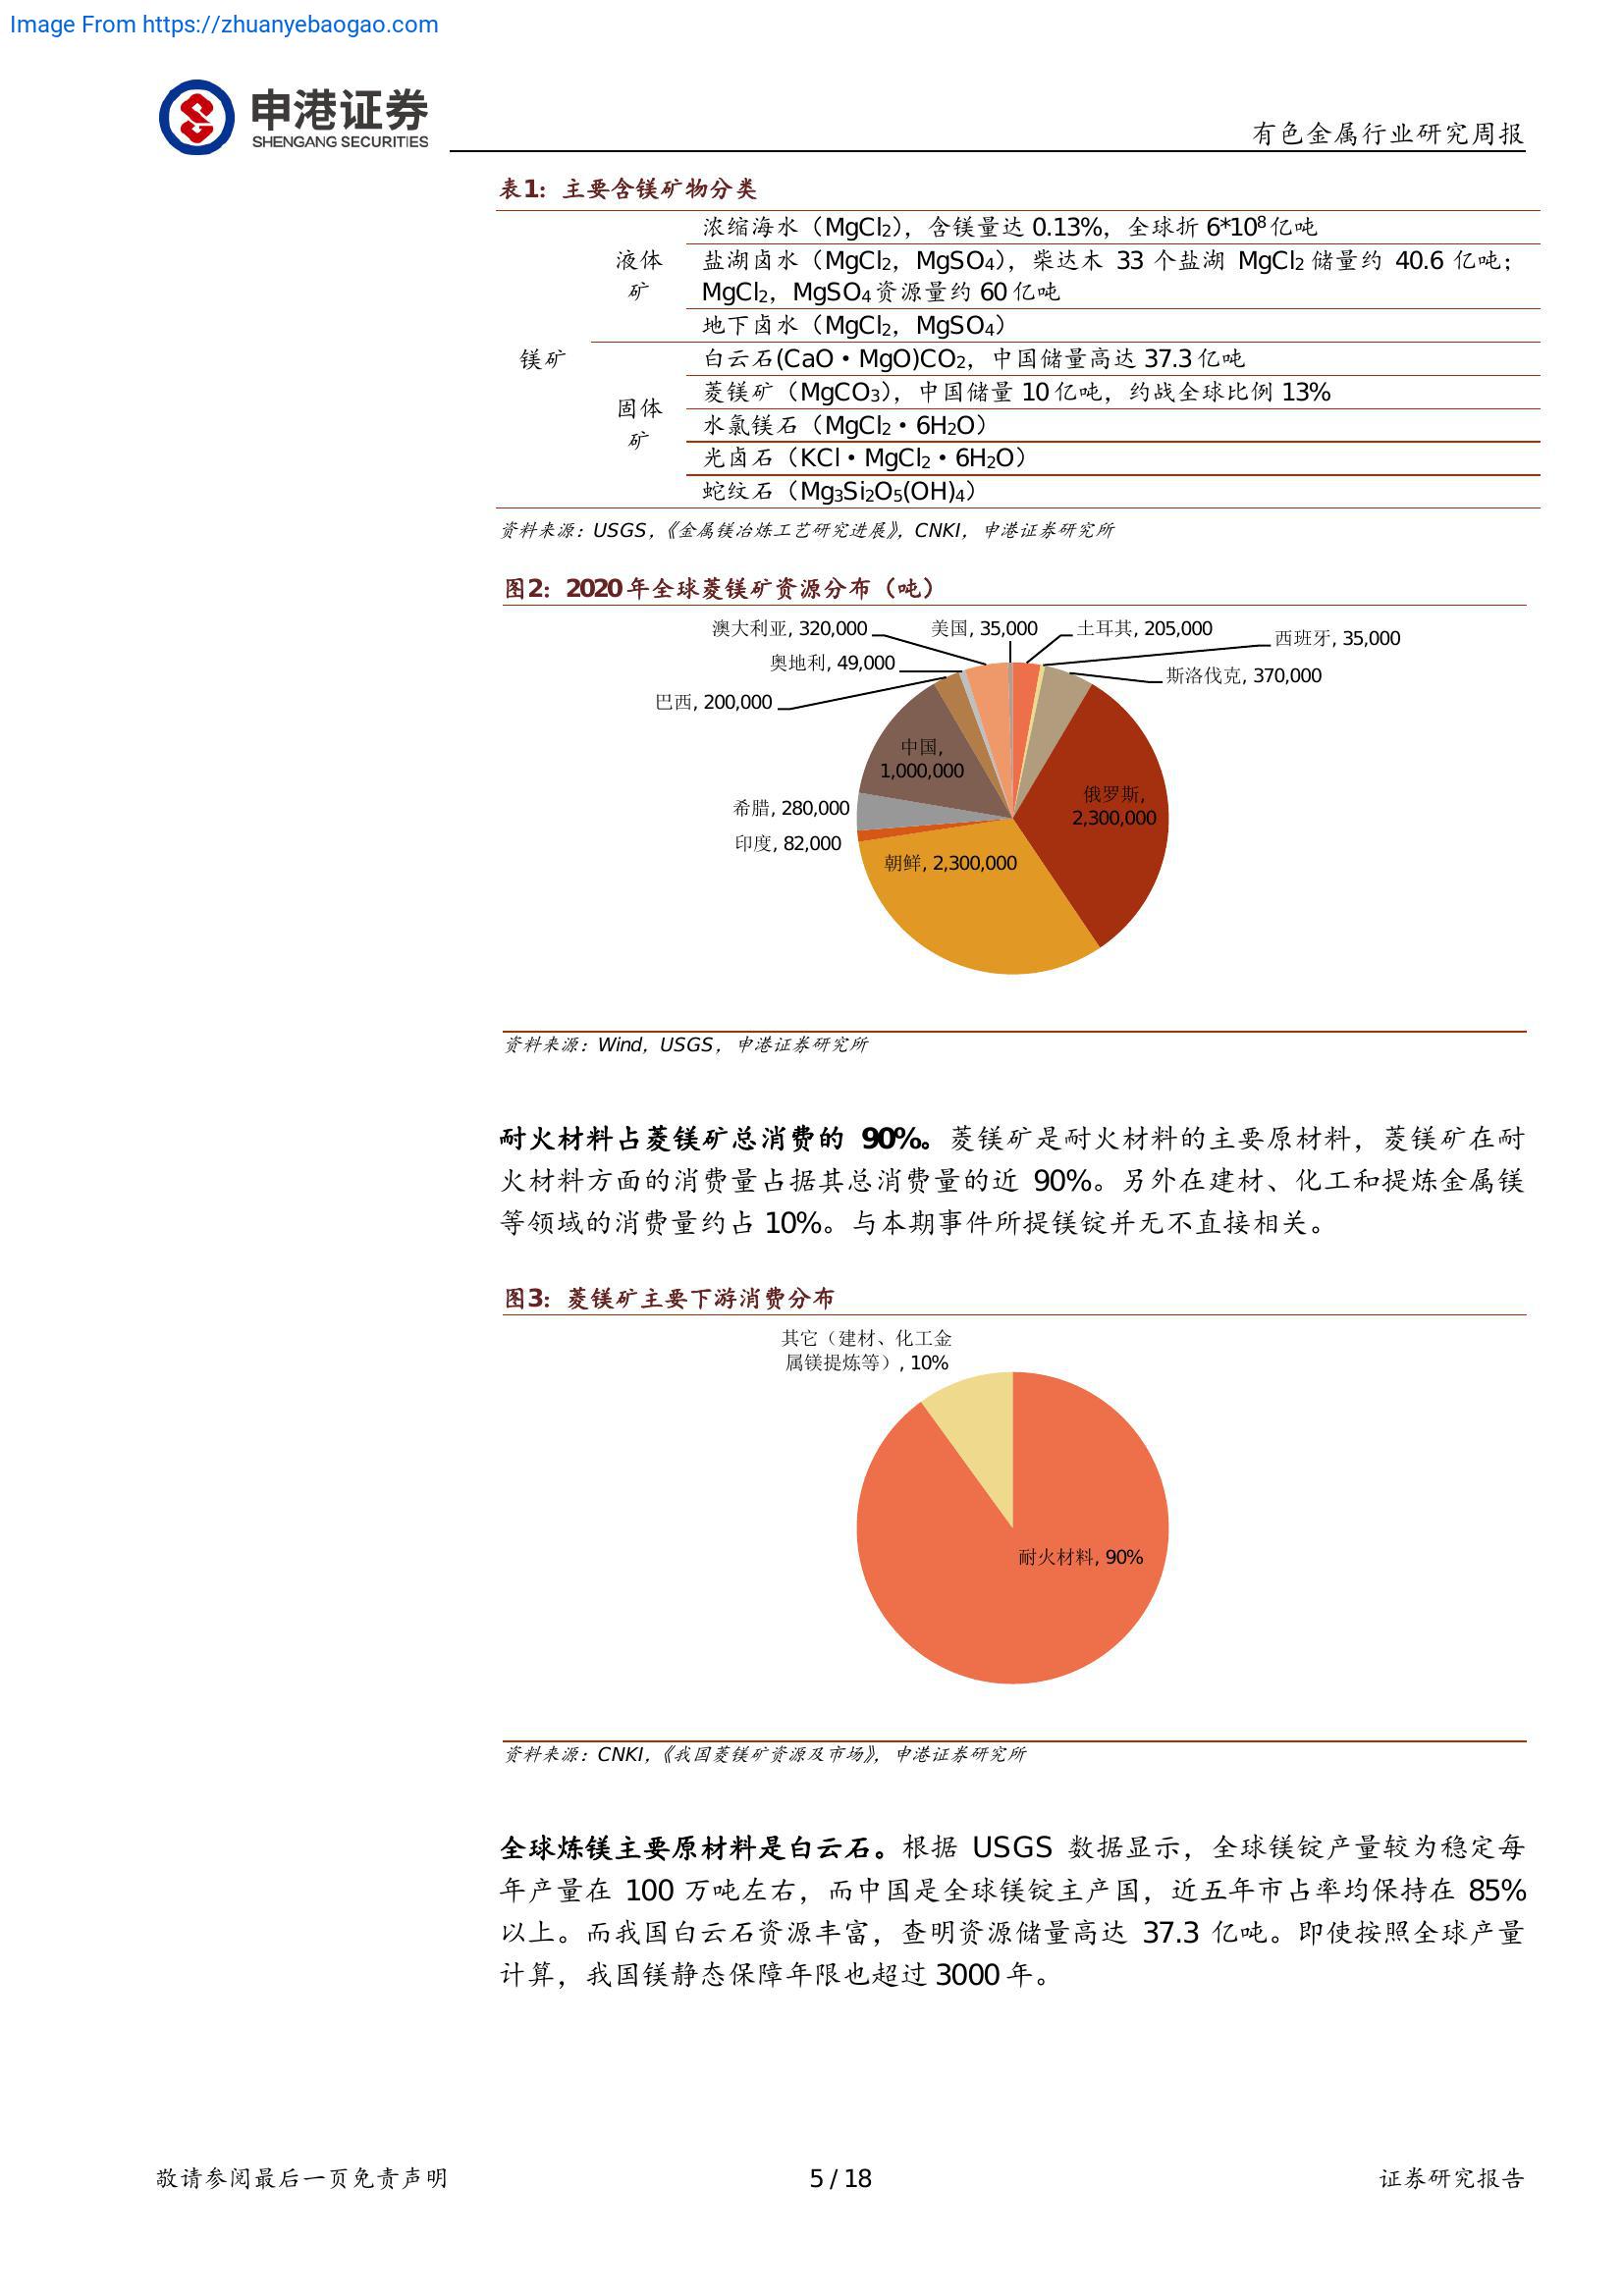 Image From https://zhuanyebaogao.com
申港证券
SHENGANG SECURITIES
有色金属行业研究周报
表1：主要含镁矿物分类
镁矿
液体
矿
浓缩海水（MgCl₂），含镁量达 0.13%，全球折 6*10⁸亿吨
盐湖卤水（MgCl₂，MgSO₄），柴达木 33 个盐湖 MgCl₂储量约 40.6 亿吨；
MgCl₂，MgSO₄资源量约 60 亿吨
地下卤水（MgCl₂，MgSO₄）
固体
矿
白云石(CaO·MgO)CO₂，中国储量高达 37.3 亿吨
菱镁矿（MgCO₃），中国储量 10 亿吨，约战全球比例 13%
水氯镁石（MgCl₂·6H₂O）
光卤石（KCl·MgCl₂·6H₂O）
蛇纹石（Mg₃Si₂O₅(OH)₄）
资料来源：USGS，《金属镁冶炼工艺研究进展》，CNKI，申港证券研究所
图2：2020 年全球菱镁矿资源分布（吨）
澳大利亚, 320,000
美国, 35,000
土耳其, 205,000
西班牙, 35,000
奥地利, 49,000
斯洛伐克, 370,000
巴西, 200,000
中国,
1,000,000
俄罗斯,
2,300,000
希腊, 280,000
印度, 82,000
朝鲜, 2,300,000
资料来源：Wind，USGS，申港证券研究所
耐火材料占菱镁矿总消费的 90%。菱镁矿是耐火材料的主要原材料，菱镁矿在耐
火材料方面的消费量占据其总消费量的近 90%。另外在建材、化工和提炼金属镁
等领域的消费量约占 10%。与本期事件所提镁锭并无不直接相关。
图3：菱镁矿主要下游消费分布
其它（建材、化工金
属镁提炼等）, 10%
耐火材料, 90%
资料来源：CNKI，《我国菱镁矿资源及市场》，申港证券研究所
全球炼镁主要原材料是白云石。根据 USGS 数据显示，全球镁锭产量较为稳定每
年产量在 100 万吨左右，而中国是全球镁锭主产国，近五年市占率均保持在 85%
以上。而我国白云石资源丰富，查明资源储量高达 37.3 亿吨。即使按照全球产量
计算，我国镁静态保障年限也超过 3000 年。
敬请参阅最后一页免责声明
5 / 18
证券研究报告